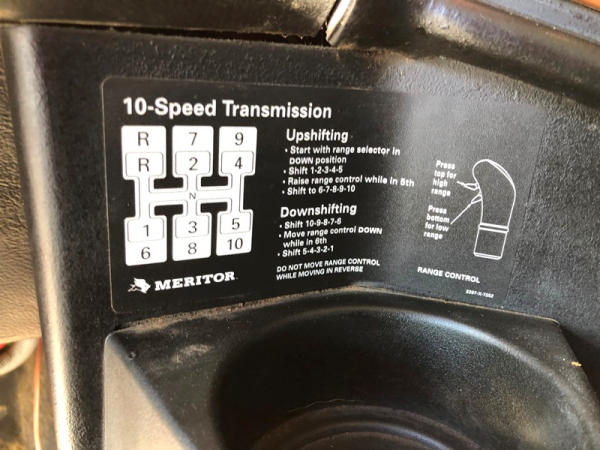 10-Speed Transmission
R 7 9
R 2 4
N
1 3 5
6 8 10
MERITOR
Upshifting
• Start with range selector in
DOWN position
• Shift 1-2-3-4-5
• Raise range control while in 5th
• Shift to 6-7-8-9-10
Downshifting
• Shift 10-9-8-7-6
• Move range control DOWN
while in 6th
• Shift 5-4-3-2-1
DO NOT MOVE RANGE CONTROL
WHILE MOVING IN REVERSE
Press
top for
high
range
Press
bottom
for low
range
RANGE CONTROL